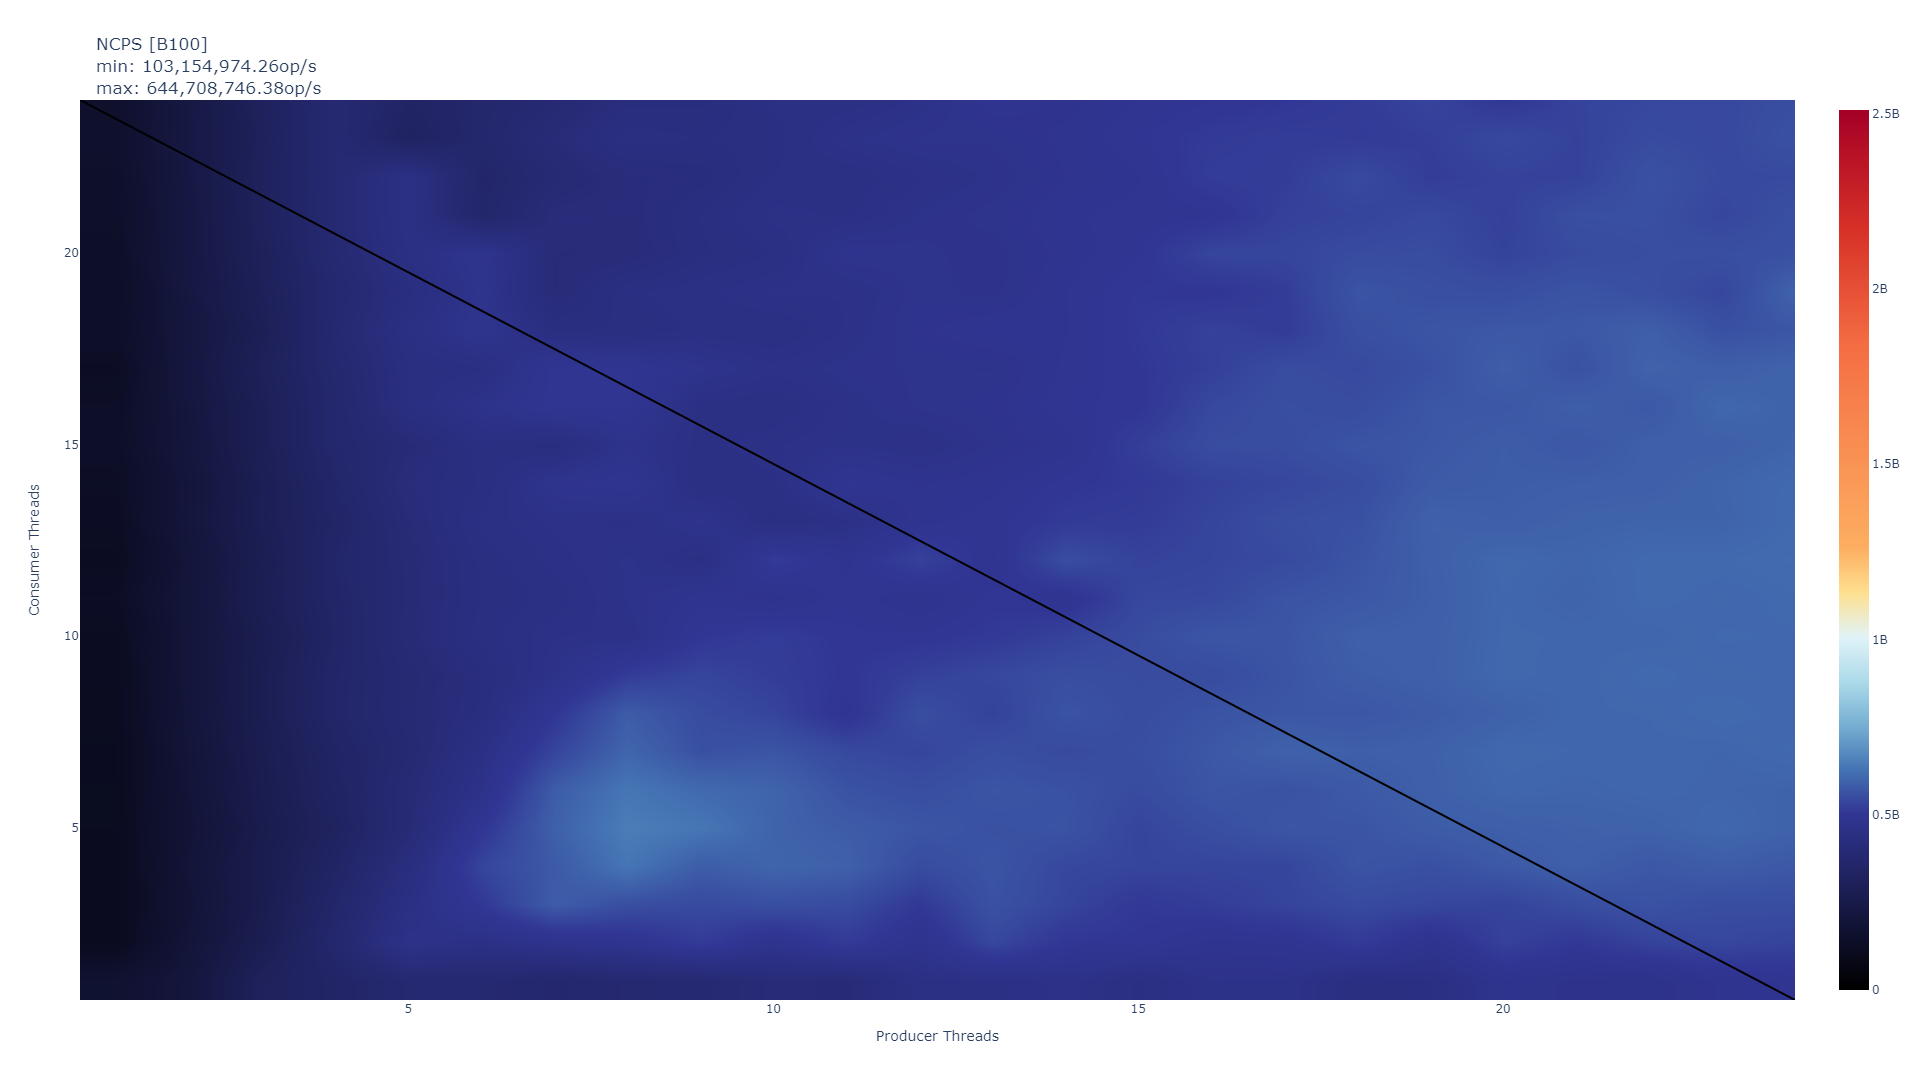 NCPS [B100]
min: 103,154,974.26op/s
max: 644,708,746.38op/s
2.5B
2B
1.5B
1B
0.5B
0
20
15
10
5
Consumer Threads
5
10
15
20
Producer Threads